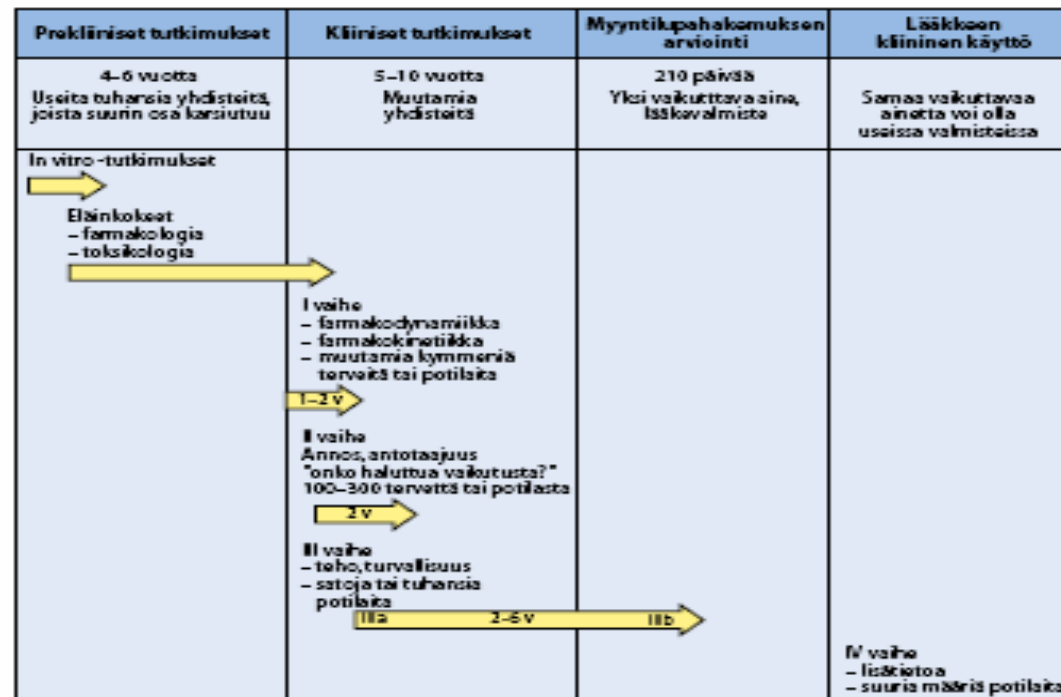 Prekliiniset tutkimukset
Kliiniset tutkimukset
Myyntilupahakemuksen
arviointi
Lääkkeen
kliininen käyttö
4–6 vuotta
Useita tuhansia yhdisteitä,
joista suurin osa karsiutuu
5–10 vuotta
Muutamia
yhdisteitä
210 päivää
Yksi vaikutttava aine,
lääkevalmiste
Samaa vaikuttavaa
ainetta voi olla
useissa valmisteissa
In vitro -tutkimukset
Eläinkokeet
– farmakologia
– toksikologia
I vaihe
– farmakodynamiikka
– farmakokinetiikka
– muutamia kymmeniä
terveitä tai potilaita
1–2 v
II vaihe
Annos, antotaajuus
"onko haluttua vaikutusta?"
100–300 tervettä tai potilasta
2 v
III vaihe
– teho, turvallisuus
– satoja tai tuhansia
potilaita
IIIa 2–6 v IIIb
IV vaihe
– lisätietoa
– suuria määriä potilaita